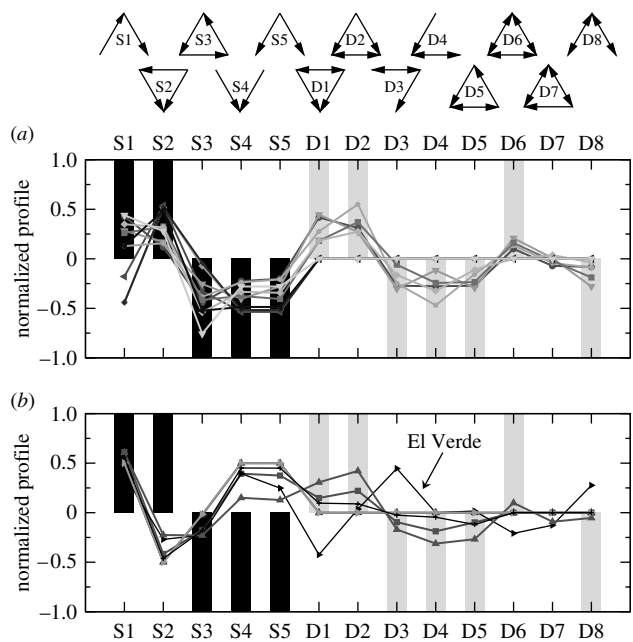 S1 S3 S5 D2 D4 D6 D8
S2 S4 D1 D3 D5 D7
(a) S1 S2 S3 S4 S5 D1 D2 D3 D4 D5 D6 D7 D8
1.0
0.5
0
−0.5
−1.0
normalized profile
(b)
1.0
0.5
0
−0.5
−1.0
normalized profile
El Verde
S1 S2 S3 S4 S5 D1 D2 D3 D4 D5 D6 D7 D8